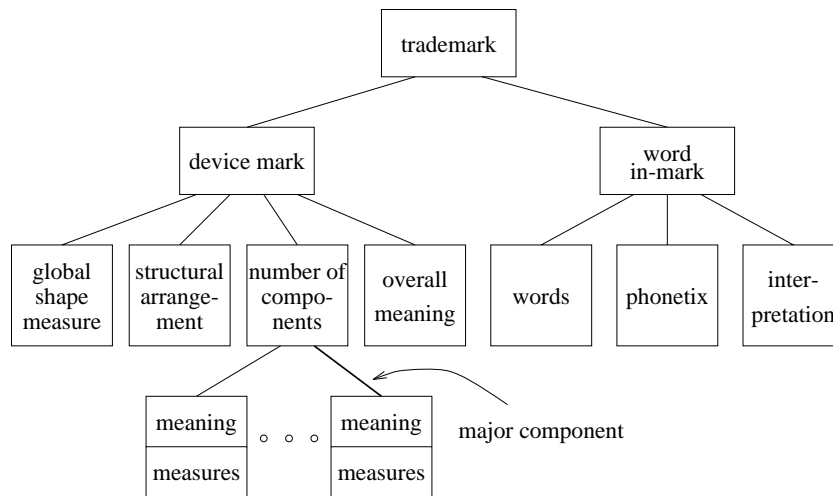 trademark
device mark
word
in-mark
global
shape
measure
structural
arrange-
ment
number of
compo-
nents
overall
meaning
words
phonetix
inter-
pretation
meaning
measures
meaning
measures
major component